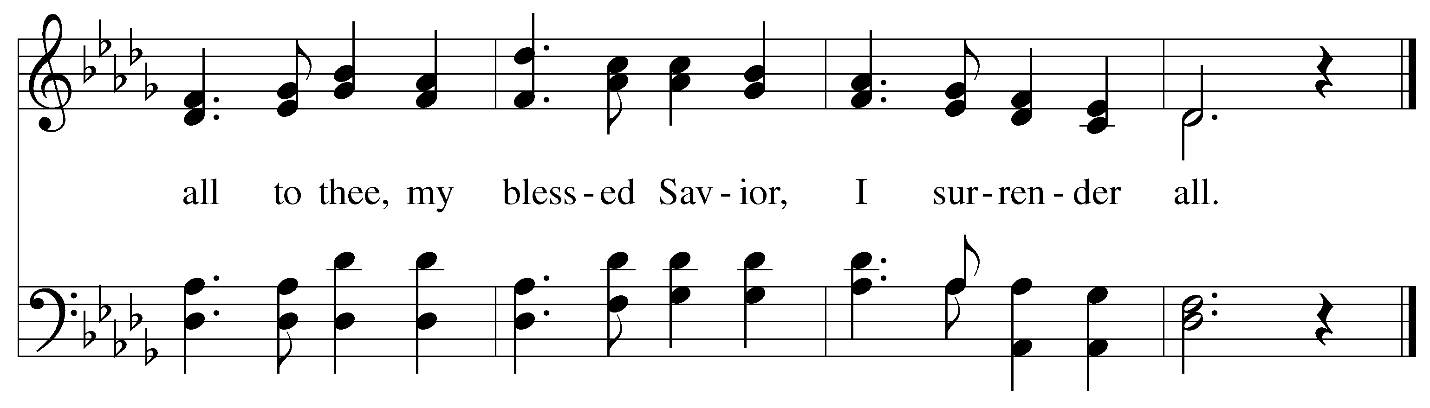 all to thee, my bless-ed Sav-ior, I sur-ren-der all.